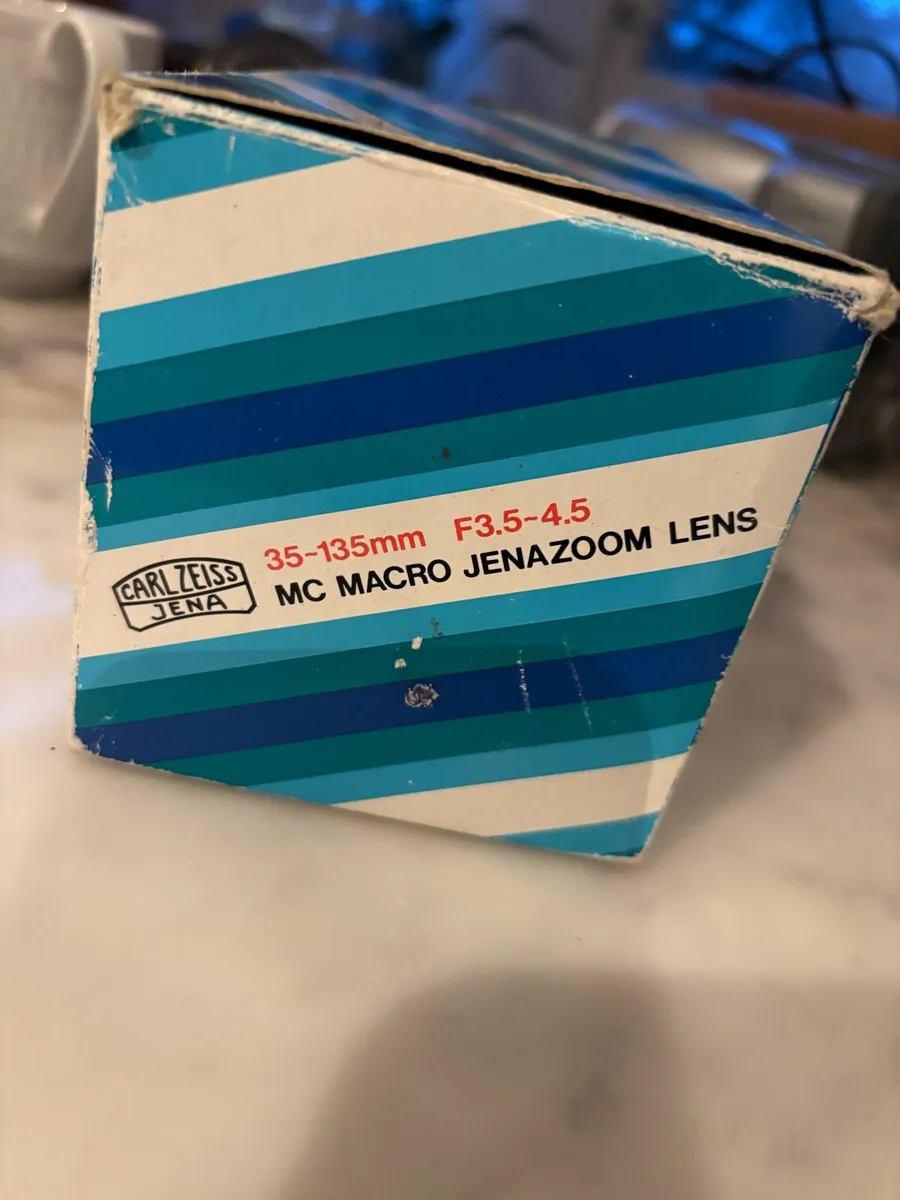 CARL ZEISS
JENA
35-135mm F3.5-4.5
MC MACRO JENAZOOM LENS